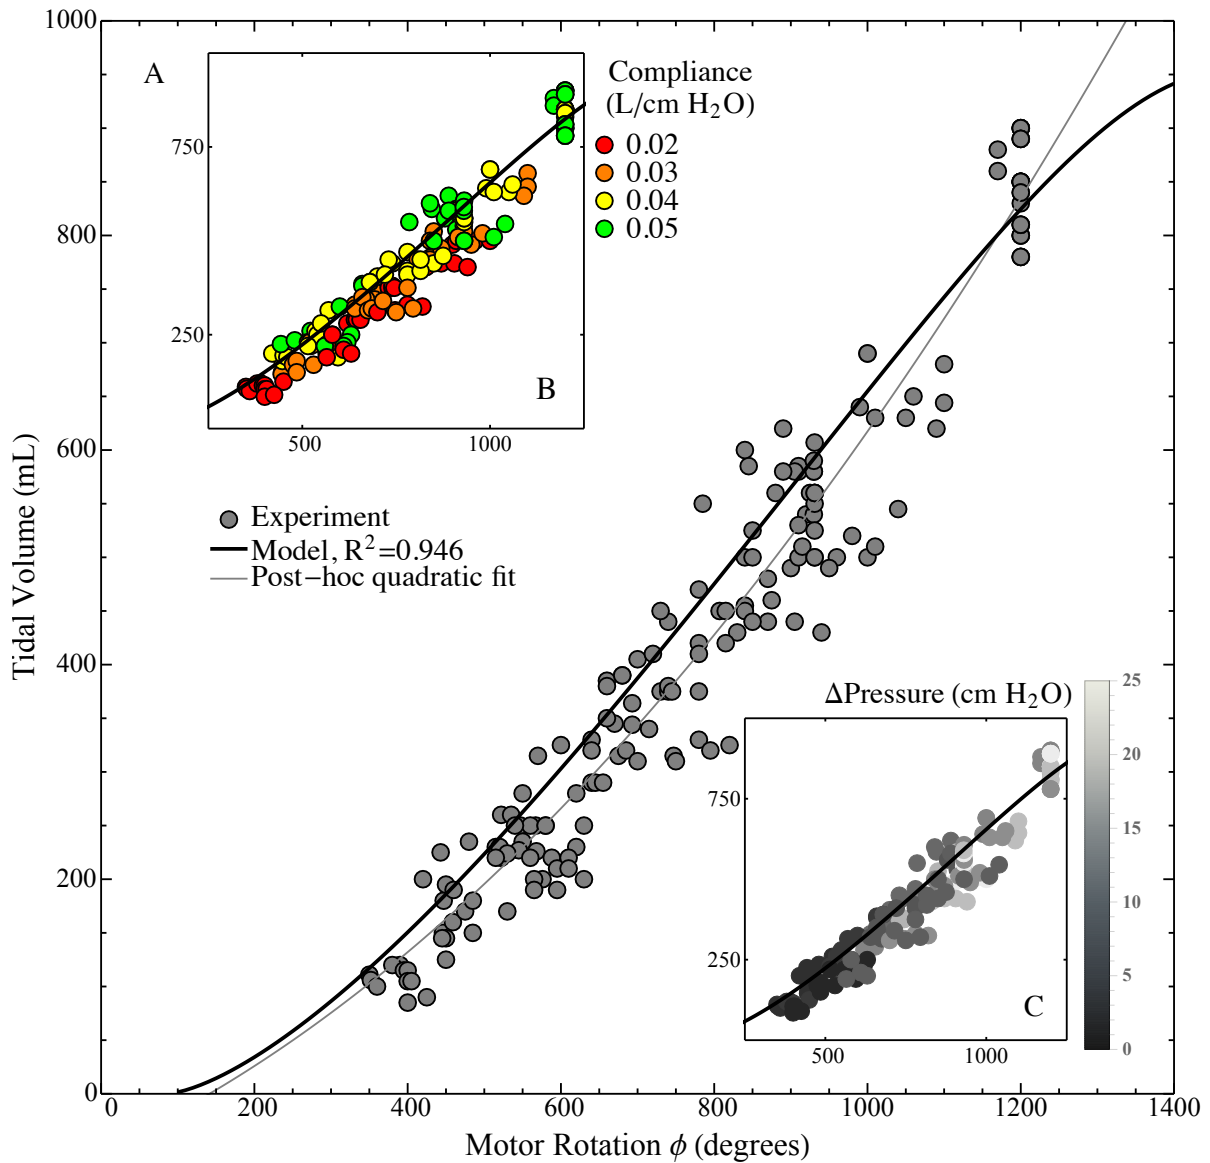 1000
800
600
400
200
0
Tidal Volume (mL)
A
750
250
500
1000
B
Compliance
(L/cm H₂O)
0.02
0.03
0.04
0.05
Experiment
Model, R²=0.946
Post−hoc quadratic fit
ΔPressure (cm H₂O)
25
20
15
10
5
0
750
250
500
1000
C
0
200
400
600
800
1000
1200
1400
Motor Rotation ϕ (degrees)